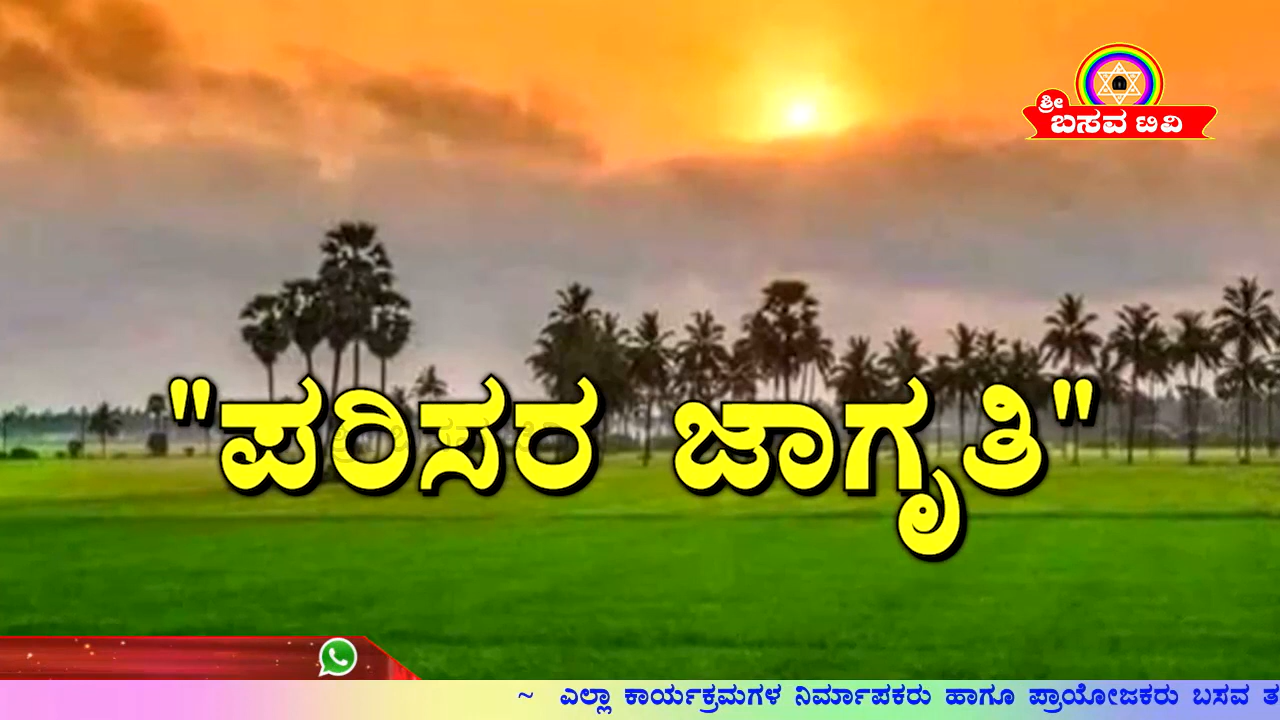 ಶ್ರೀ
ಬಸವ ಟಿವಿ
"ಪರಿಸರ ಜಾಗೃತಿ"
~ ಎಲ್ಲಾ ಕಾರ್ಯಕ್ರಮಗಳ ನಿರ್ಮಾಪಕರು ಹಾಗೂ ಪ್ರಾಯೋಜಕರು ಬಸವ ತ